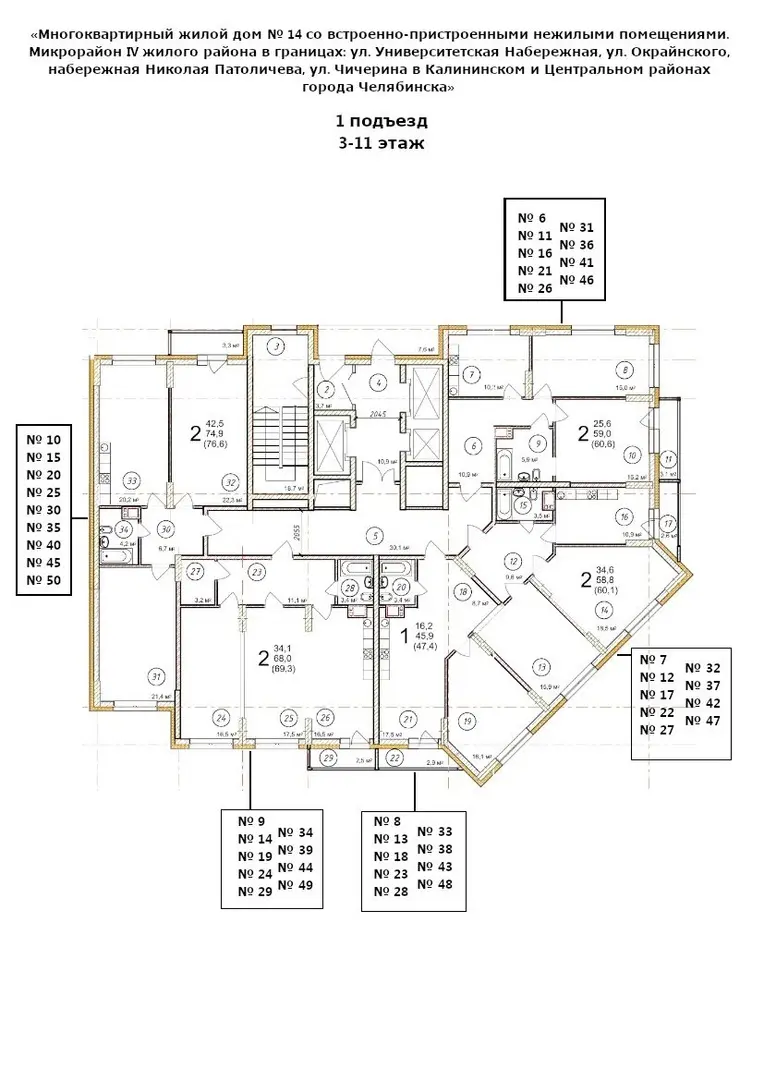 «Многоквартирный жилой дом № 14 со встроенно-пристроенными нежилыми помещениями.
Микрорайон IV жилого района в границах: ул. Университетская Набережная, ул. Окрайнского,
набережная Николая Патоличева, ул. Чичерина в Калининском и Центральном районах
города Челябинска»
1 подъезд
3-11 этаж
№ 6
№ 11
№ 16
№ 21
№ 26
№ 31
№ 36
№ 41
№ 46
3,3 м²
3
2
3,2 м²
4
7,6 м²
7
10,2 м²
8
15,0 м²
2045
2
42,5
74,9
(76,6)
33
20,2 м²
32
22,3 м²
18,7 м²
10,9 м²
6
10,9 м²
9
5,6 м²
2
25,6
59,0
(60,6)
10
11
№ 10
№ 15
№ 20
№ 25
№ 30
№ 35
№ 40
№ 45
№ 50
34
4,2 м²
30
6,7 м²
2055
5
30,1 м²
15
3,5 м²
16
16,9 м²
17
2,6 м²
27
3,2 м²
23
11,1 м²
28
3,4 м²
20
3,4 м²
18
8,7 м²
12
9,6 м²
2
34,6
58,8
(60,1)
14
18,5 м²
2
34,1
68,0
(69,3)
1
16,2
45,9
(47,4)
31
21,4 м²
24
16,5 м²
25
17,5 м²
26
16,5 м²
21
17,8 м²
19
16,1 м²
13
15,9 м²
29
2,5 м²
22
2,9 м²
№ 7
№ 12
№ 17
№ 22
№ 27
№ 32
№ 37
№ 42
№ 47
№ 9
№ 14
№ 19
№ 24
№ 29
№ 34
№ 39
№ 44
№ 49
№ 8
№ 13
№ 18
№ 23
№ 28
№ 33
№ 38
№ 43
№ 48